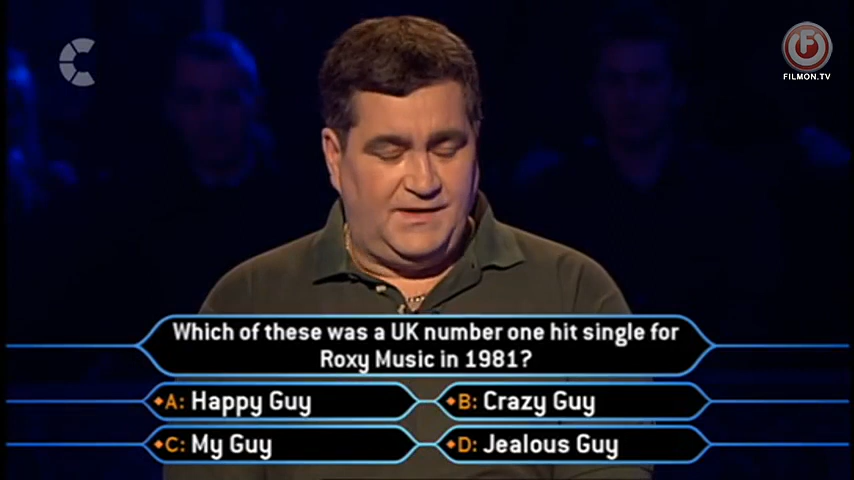 FILMON.TV
Which of these was a UK number one hit single for
Roxy Music in 1981?
A: Happy Guy
B: Crazy Guy
C: My Guy
D: Jealous Guy